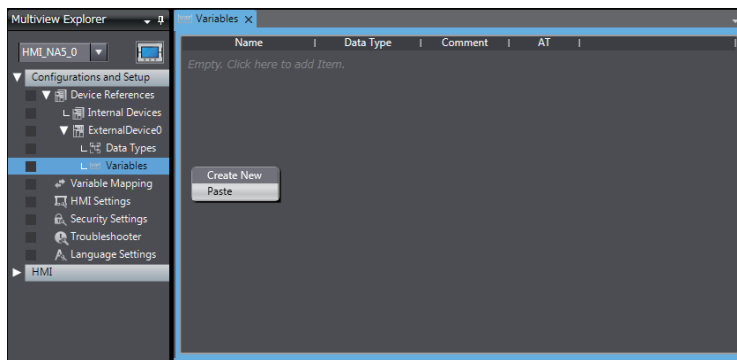 Multiview Explorer
HMI_NA5_0
Configurations and Setup
Device References
Internal Devices
ExternalDevice0
Data Types
Variables
Variable Mapping
HMI Settings
Security Settings
Troubleshooter
Language Settings
HMI
Variables
Name | Data Type | Comment | AT |
Empty. Click here to add Item.
Create New
Paste